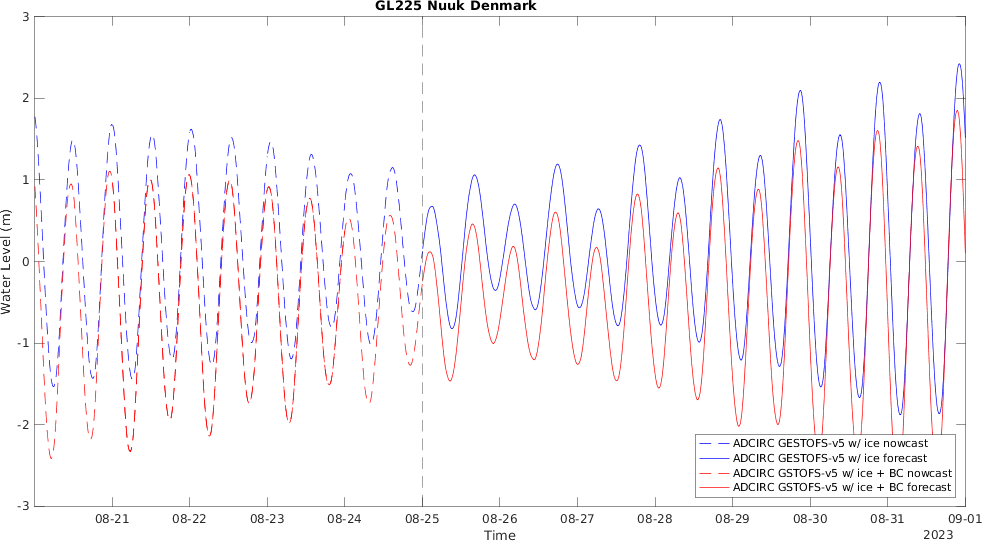 GL225 Nuuk Denmark
3
2
1
0
-1
-2
-3
Water Level (m)
ADCIRC GESTOFS-v5 w/ ice nowcast
ADCIRC GESTOFS-v5 w/ ice forecast
ADCIRC GSTOFS-v5 w/ ice + BC nowcast
ADCIRC GSTOFS-v5 w/ ice + BC forecast
08-21 08-22 08-23 08-24 08-25 08-26 08-27 08-28 08-29 08-30 08-31 09-01
Time 2023